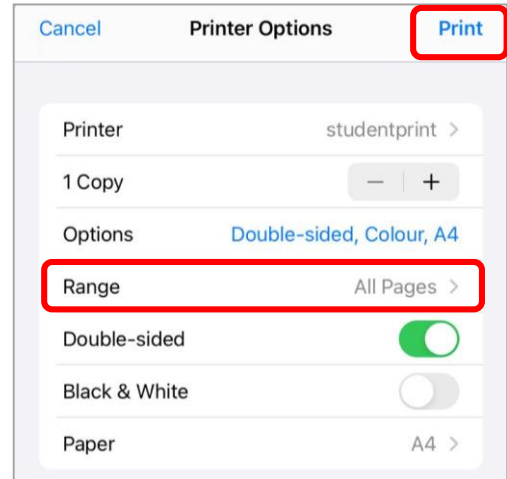 Cancel Printer Options Print
Printer studentprint >
1 Copy − +
Options Double-sided, Colour, A4
Range All Pages >
Double-sided
Black & White
Paper A4 >